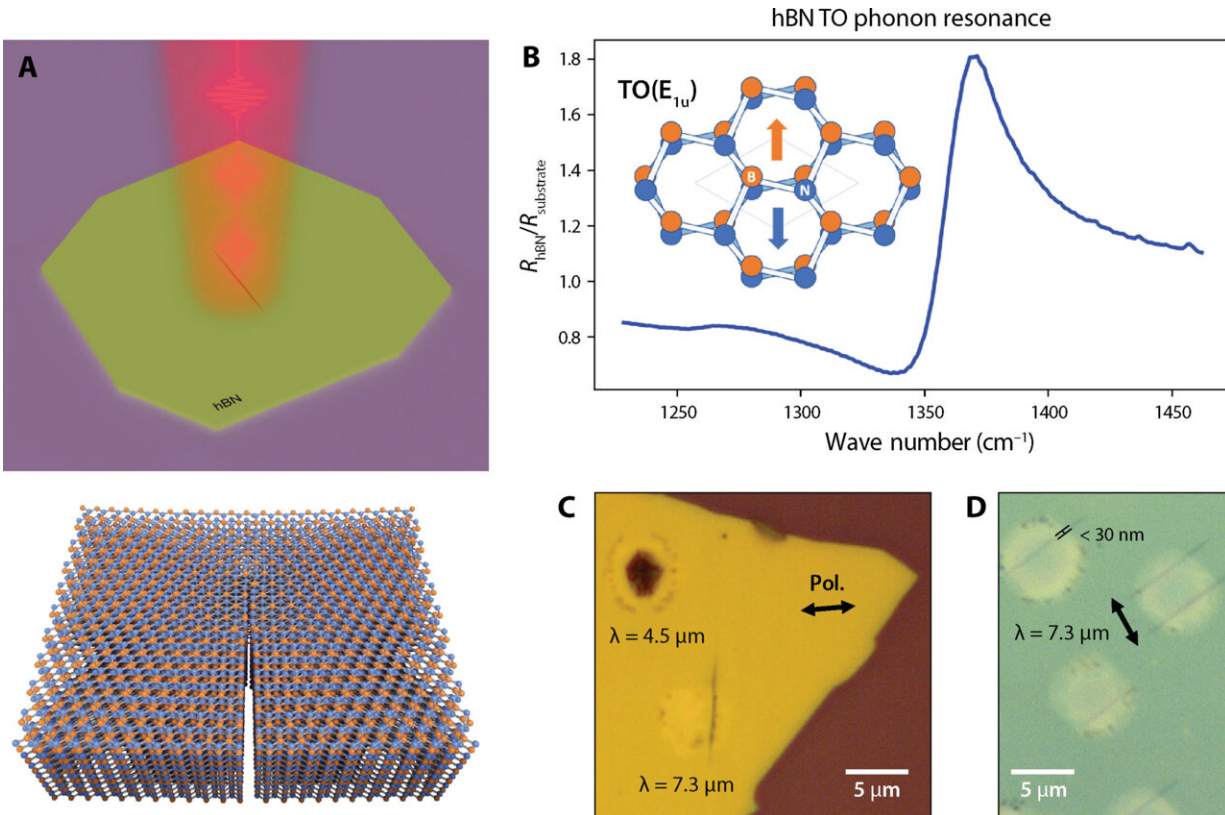 A
hBN
hBN TO phonon resonance
B
R_hBN/R_substrate
1.8
1.6
1.4
1.2
1.0
0.8
TO(E₁ᵤ)
B
N
1250
1300
1350
1400
1450
Wave number (cm⁻¹)
C
Pol.
λ = 4.5 µm
λ = 7.3 µm
5 µm
D
< 30 nm
λ = 7.3 µm
5 µm